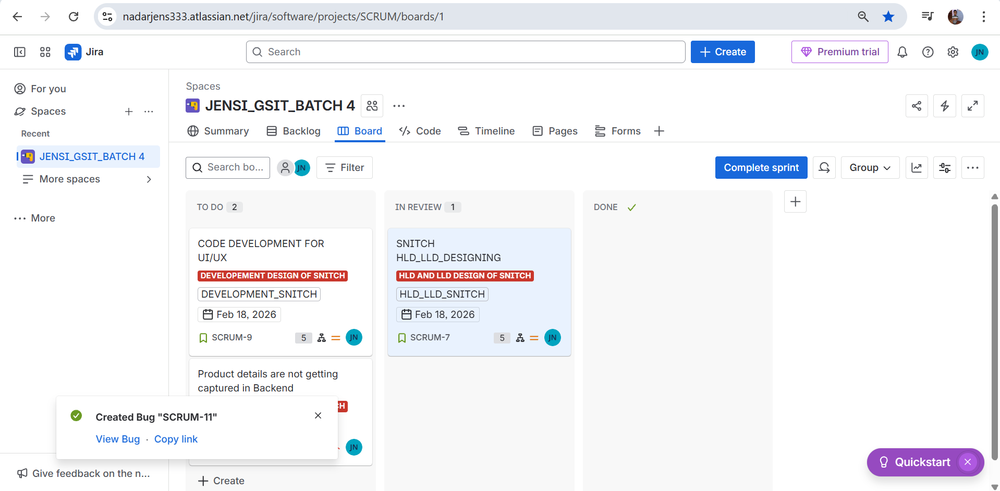 nadarjens333.atlassian.net/jira/software/projects/SCRUM/boards/1
Jira
Search
Create
Premium trial
JN
For you
Spaces
Recent
JENSI_GSIT_BATCH 4
More spaces
More
Give feedback on the n...
Spaces
JENSI_GSIT_BATCH 4
Summary
Backlog
Board
Code
Timeline
Pages
Forms
Search bo...
JN
Filter
Complete sprint
Group
TO DO 2
CODE DEVELOPMENT FOR
UI/UX
DEVELOPEMENT DESIGN OF SNITCH
DEVELOPMENT_SNITCH
Feb 18, 2026
SCRUM-9
5
JN
Product details are not getting
captured in Backend
CH
JN
Create
IN REVIEW 1
SNITCH
HLD_LLD_DESIGNING
HLD AND LLD DESIGN OF SNITCH
HLD_LLD_SNITCH
Feb 18, 2026
SCRUM-7
5
JN
DONE
Created Bug "SCRUM-11"
View Bug · Copy link
Quickstart